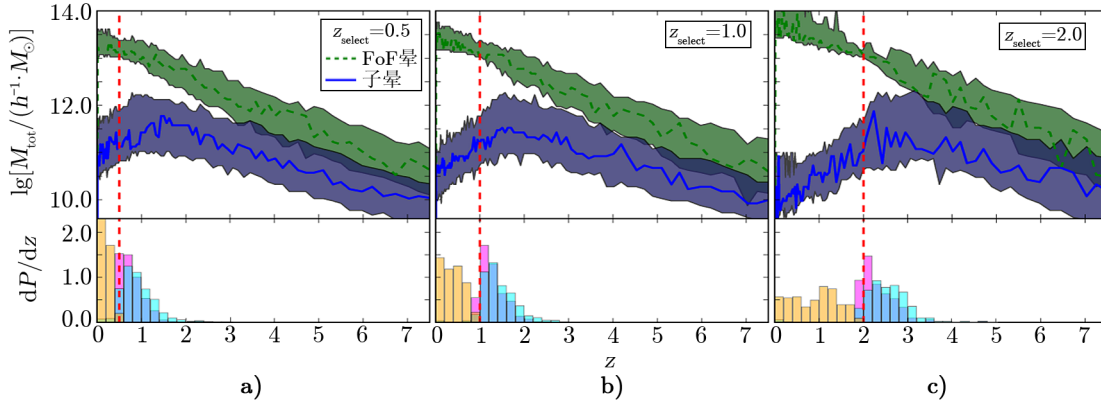 14.0
12.0
10.0
lg[M_tot/(h⁻¹·M_⊙)]
z_select=0.5
FoF晕
子晕
z_select=1.0
z_select=2.0
2.0
1.0
0.0
dP/dz
0 1 2 3 4 5 6 7
0 1 2 3 4 5 6 7
0 1 2 3 4 5 6 7
z
a) b) c)